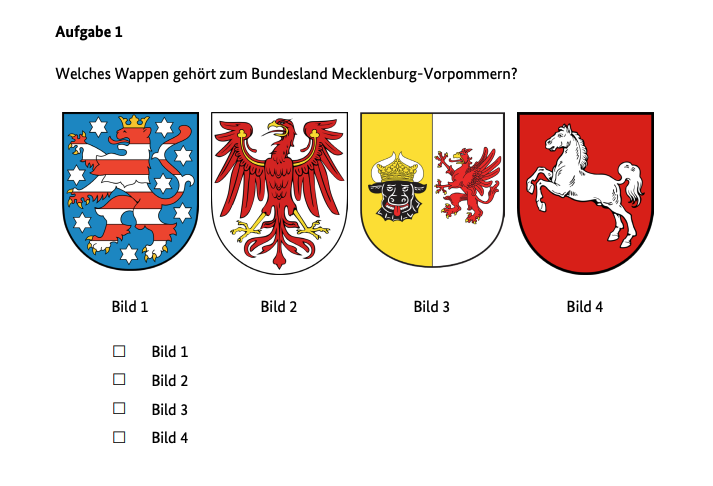 Aufgabe 1
Welches Wappen gehört zum Bundesland Mecklenburg-Vorpommern?
Bild 1 Bild 2 Bild 3 Bild 4
Bild 1
Bild 2
Bild 3
Bild 4